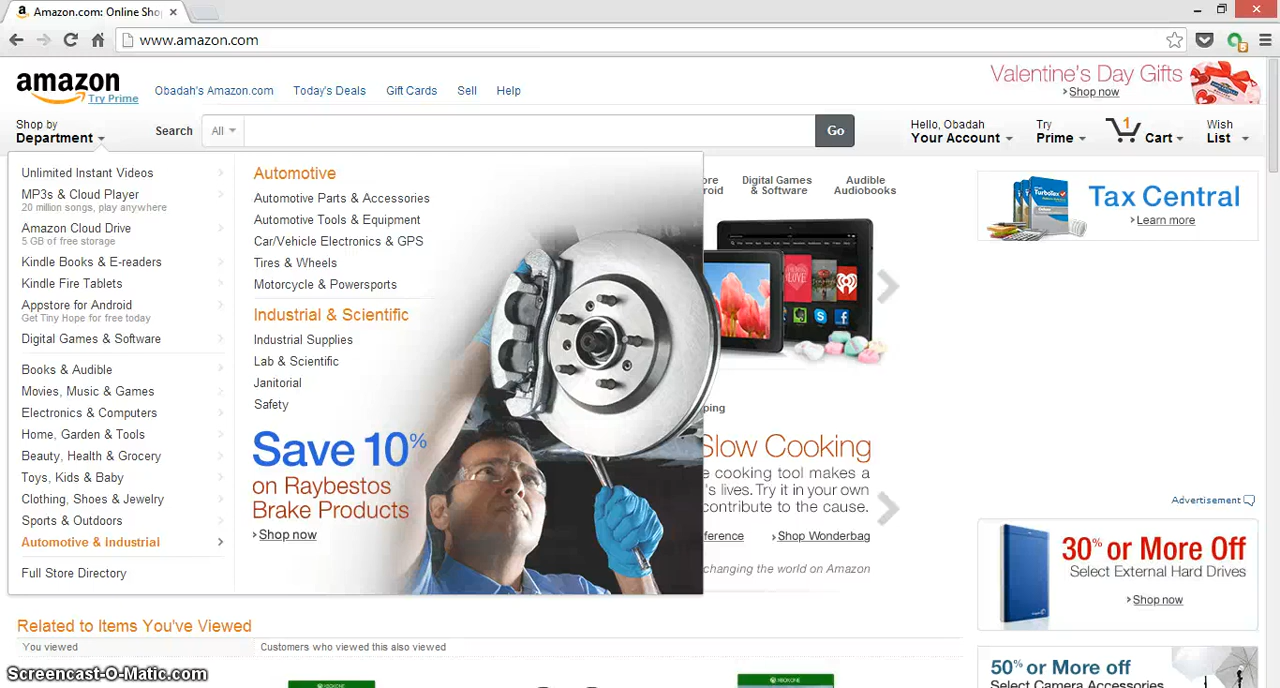 Amazon.com: Online Sho
www.amazon.com
5
amazon
Try Prime
Obadah's Amazon.com
Today's Deals
Gift Cards
Sell
Help
Valentine's Day Gifts
Shop now
Shop by
Department
Search
All
Go
Hello, Obadah
Your Account
Try
Prime
1
Cart
Wish
List
Unlimited Instant Videos
MP3s & Cloud Player
20 million songs, play anywhere
Amazon Cloud Drive
5 GB of free storage
Kindle Books & E-readers
Kindle Fire Tablets
Appstore for Android
Get Tiny Hope for free today
Digital Games & Software
Books & Audible
Movies, Music & Games
Electronics & Computers
Home, Garden & Tools
Beauty, Health & Grocery
Toys, Kids & Baby
Clothing, Shoes & Jewelry
Sports & Outdoors
Automotive & Industrial
Full Store Directory
Automotive
Automotive Parts & Accessories
Automotive Tools & Equipment
Car/Vehicle Electronics & GPS
Tires & Wheels
Motorcycle & Powersports
Industrial & Scientific
Industrial Supplies
Lab & Scientific
Janitorial
Safety
Save 10%
on Raybestos
Brake Products
Shop now
ore
roid
Digital Games
& Software
Audible
Audiobooks
ping
Slow Cooking
e cooking tool makes a
's lives. Try it in your own
contribute to the cause.
ference
Shop Wonderbag
changing the world on Amazon
TurboTax
Tax Central
Learn more
Advertisement
30% or More Off
Select External Hard Drives
Shop now
50% or More off
Select Camera Accessories
Related to Items You've Viewed
You viewed
Customers who viewed this also viewed
XBOX ONE
XBOX ONE
Screencast-O-Matic.com